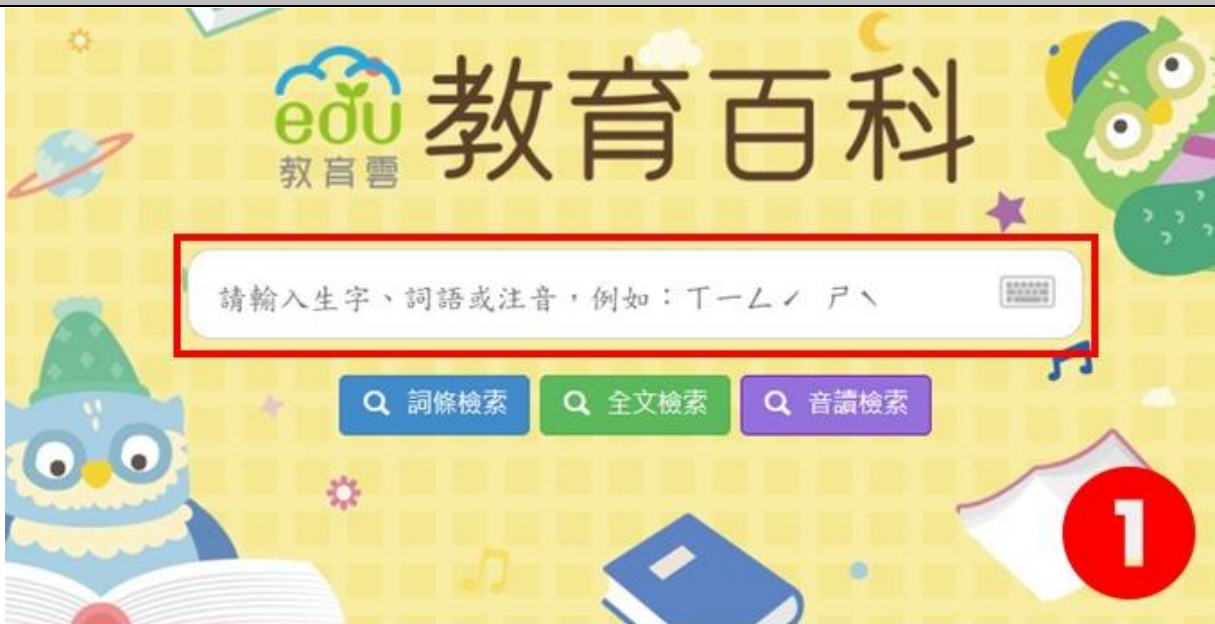 edu
教育雲
教育百科
請輸入生字、詞語或注音，例如：ㄒㄧㄥˊ ㄕˋ
詞條檢索
全文檢索
音讀檢索
1